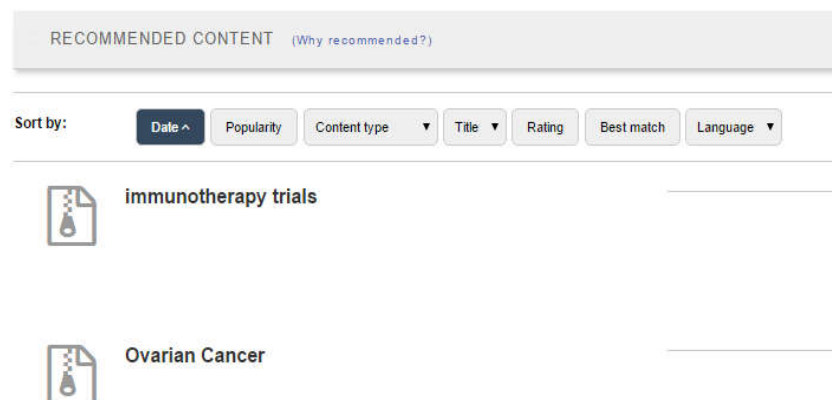 RECOMMENDED CONTENT (Why recommended?)
Sort by: Date ^ Popularity Content type ▼ Title ▼ Rating Best match Language ▼
immunotherapy trials
Ovarian Cancer